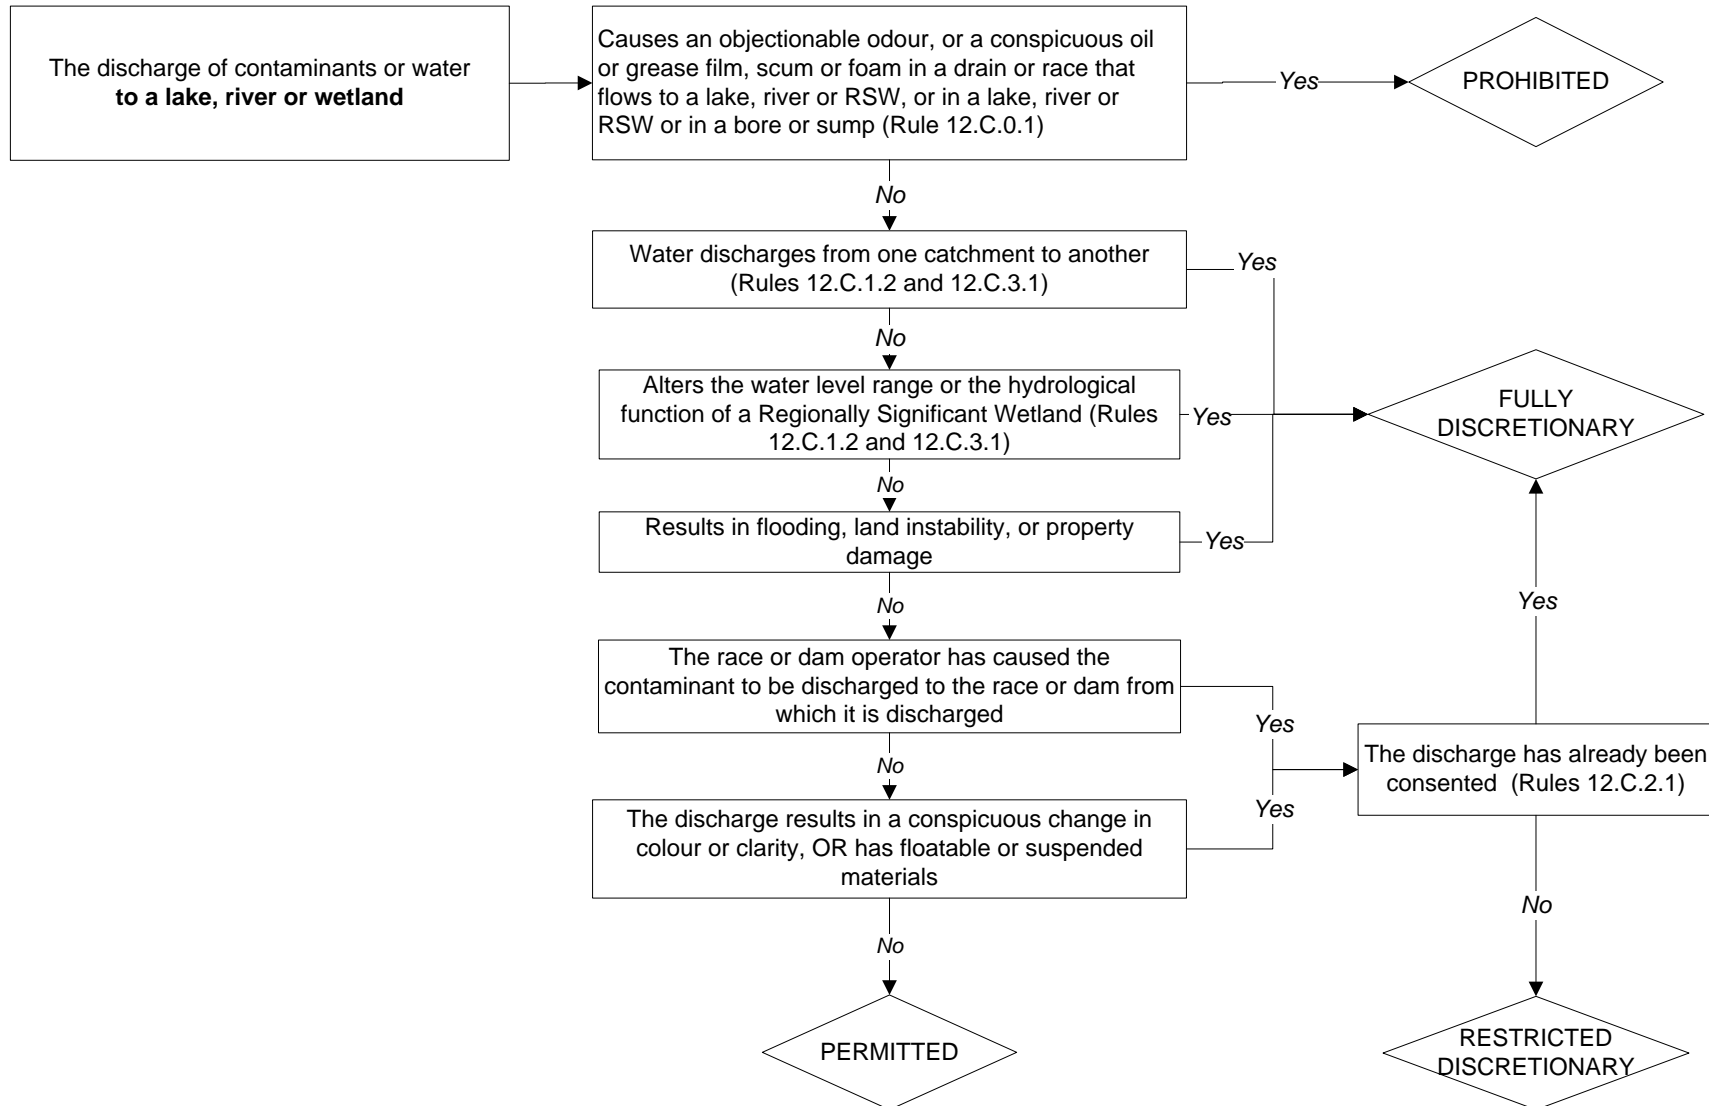 The discharge of contaminants or water
to a lake, river or wetland
Causes an objectionable odour, or a conspicuous oil
or grease film, scum or foam in a drain or race that
flows to a lake, river or RSW, or in a lake, river or
RSW or in a bore or sump (Rule 12.C.0.1)
Yes
PROHIBITED
No
Water discharges from one catchment to another
(Rules 12.C.1.2 and 12.C.3.1)
Yes
No
Alters the water level range or the hydrological
function of a Regionally Significant Wetland (Rules
12.C.1.2 and 12.C.3.1)
Yes
FULLY
DISCRETIONARY
No
Results in flooding, land instability, or property
damage
Yes
No
Yes
The race or dam operator has caused the
contaminant to be discharged to the race or dam from
which it is discharged
Yes
The discharge has already been
consented  (Rules 12.C.2.1)
No
Yes
The discharge results in a conspicuous change in
colour or clarity, OR has floatable or suspended
materials
No
No
PERMITTED
RESTRICTED
DISCRETIONARY